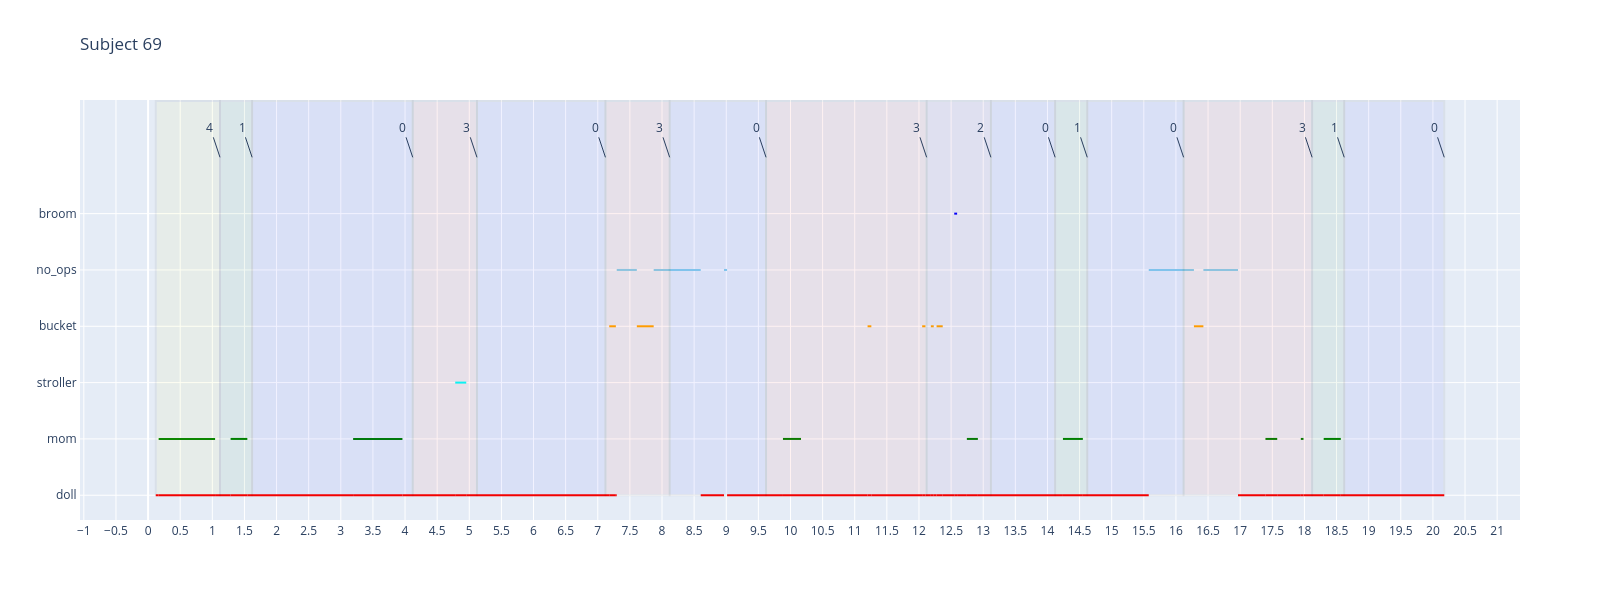 Subject 69
4 1 0 3 0 3 0 3 2 0 1 0 3 1 0
broom
no_ops
bucket
stroller
mom
doll
−1 −0.5 0 0.5 1 1.5 2 2.5 3 3.5 4 4.5 5 5.5 6 6.5 7 7.5 8 8.5 9 9.5 10 10.5 11 11.5 12 12.5 13 13.5 14 14.5 15 15.5 16 16.5 17 17.5 18 18.5 19 19.5 20 20.5 21